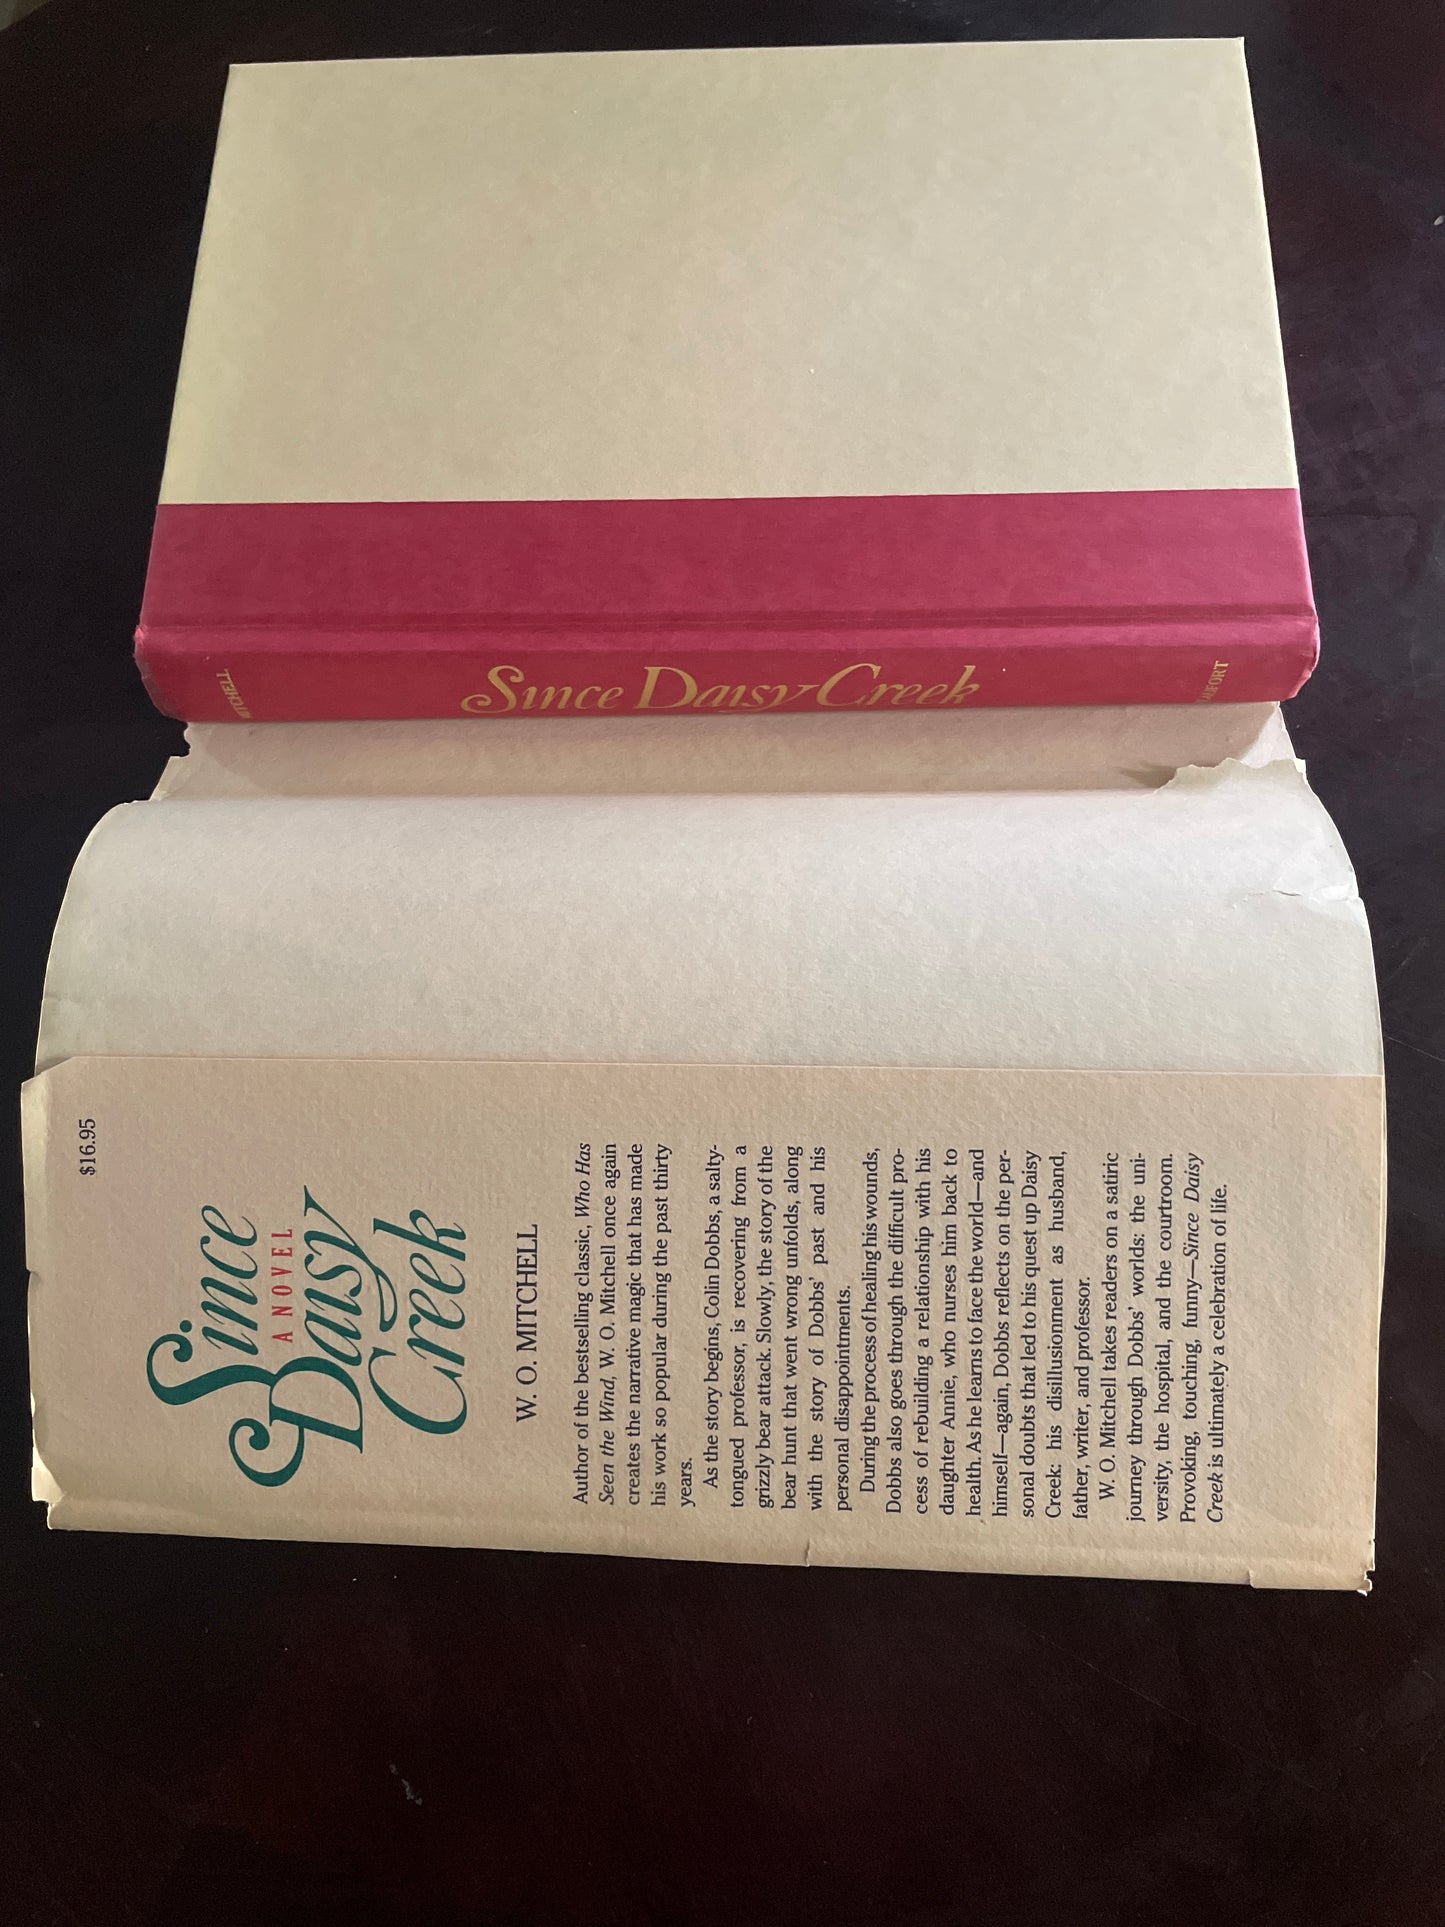 MITCHELL
Since Daisy Creek
$16.95
Since
A NOVEL
Daisy
Creek
W. O. MITCHELL
Author of the bestselling classic, Who Has
Seen the Wind, W. O. Mitchell once again
creates the narrative magic that has made
his work so popular during the past thirty
years.
As the story begins, Colin Dobbs, a salty-
tongued professor, is recovering from a
grizzly bear attack. Slowly, the story of the
bear hunt that went wrong unfolds, along
with the story of Dobbs' past and his
personal disappointments.
During the process of healing his wounds,
Dobbs also goes through the difficult pro-
cess of rebuilding a relationship with his
daughter Annie, who nurses him back to
health. As he learns to face the world—and
himself—again, Dobbs reflects on the per-
sonal doubts that led to his quest up Daisy
Creek: his disillusionment as husband,
father, writer, and professor.
W. O. Mitchell takes readers on a satiric
journey through Dobbs' worlds: the uni-
versity, the hospital, and the courtroom.
Provoking, touching, funny—Since Daisy
Creek is ultimately a celebration of life.